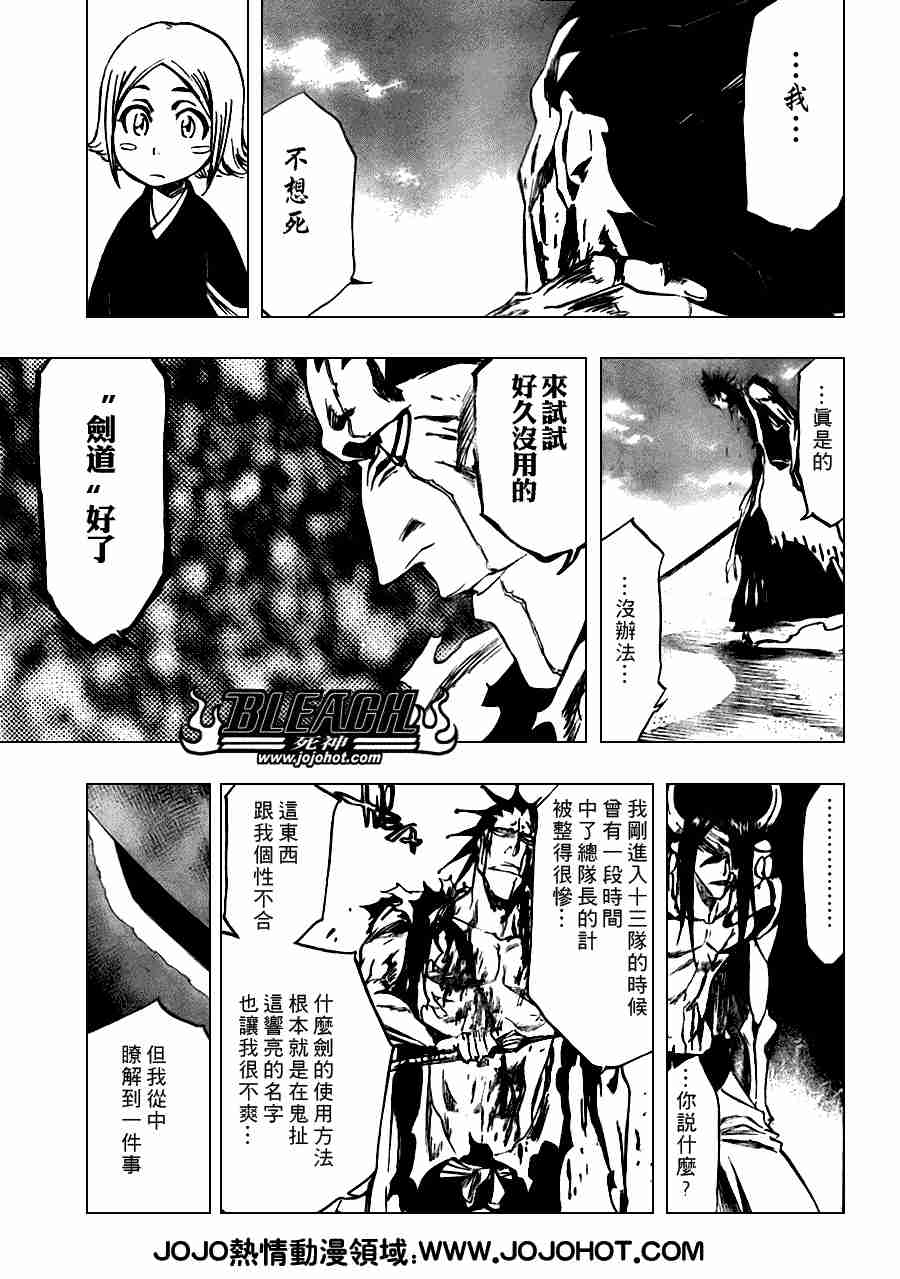 …我…
不想死
…眞是的
…沒辦法…
來試試
好久沒用的
〝劍道〝好了
BLEACH
死神
www.jojohot.com
…………
…你說什麼?
我剛進入十三隊的時候
曾有一段時間
中了總隊長的計
被整得很慘…
這東西
跟我個性不合
什麼劍的使用方法
根本就是在鬼扯
這響亮的名字
也讓我很不爽…
但我從中
瞭解到一件事
JOJO熱情動漫領域:WWW.JOJOHOT.COM